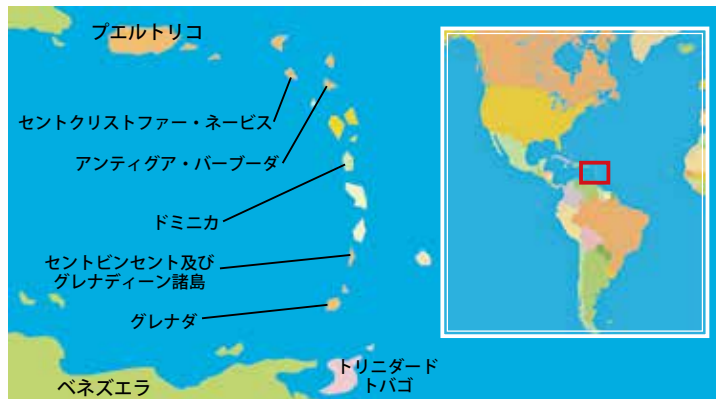 プエルトリコ
セントクリストファー・ネービス
アンティグア・バーブーダ
ドミニカ
セントビンセント及び
グレナディーン諸島
グレナダ
トリニダード
トバゴ
ベネズエラ